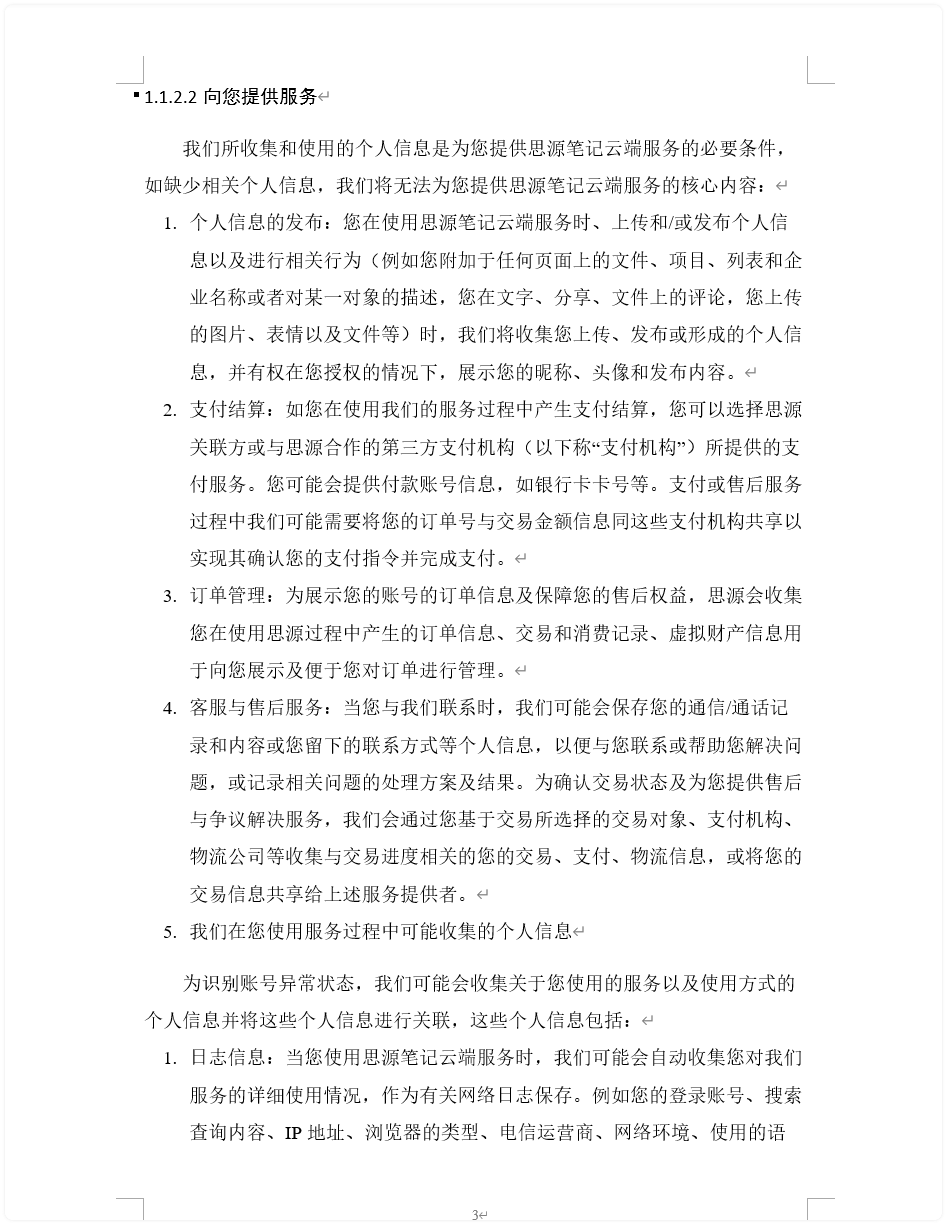 1.1.2.2 向您提供服务
我们所收集和使用的个人信息是为您提供思源笔记云端服务的必要条件，
如缺少相关个人信息，我们将无法为您提供思源笔记云端服务的核心内容：
1. 个人信息的发布：您在使用思源笔记云端服务时、上传和/或发布个人信
息以及进行相关行为（例如您附加于任何页面上的文件、项目、列表和企
业名称或者对某一对象的描述，您在文字、分享、文件上的评论，您上传
的图片、表情以及文件等）时，我们将收集您上传、发布或形成的个人信
息，并有权在您授权的情况下，展示您的昵称、头像和发布内容。
2. 支付结算：如您在使用我们的服务过程中产生支付结算，您可以选择思源
关联方或与思源合作的第三方支付机构（以下称“支付机构”）所提供的支
付服务。您可能会提供付款账号信息，如银行卡卡号等。支付或售后服务
过程中我们可能需要将您的订单号与交易金额信息同这些支付机构共享以
实现其确认您的支付指令并完成支付。
3. 订单管理：为展示您的账号的订单信息及保障您的售后权益，思源会收集
您在使用思源过程中产生的订单信息、交易和消费记录、虚拟财产信息用
于向您展示及便于您对订单进行管理。
4. 客服与售后服务：当您与我们联系时，我们可能会保存您的通信/通话记
录和内容或您留下的联系方式等个人信息，以便与您联系或帮助您解决问
题，或记录相关问题的处理方案及结果。为确认交易状态及为您提供售后
与争议解决服务，我们会通过您基于交易所选择的交易对象、支付机构、
物流公司等收集与交易进度相关的您的交易、支付、物流信息，或将您的
交易信息共享给上述服务提供者。
5. 我们在您使用服务过程中可能收集的个人信息
为识别账号异常状态，我们可能会收集关于您使用的服务以及使用方式的
个人信息并将这些个人信息进行关联，这些个人信息包括：
1. 日志信息：当您使用思源笔记云端服务时，我们可能会自动收集您对我们
服务的详细使用情况，作为有关网络日志保存。例如您的登录账号、搜索
查询内容、IP 地址、浏览器的类型、电信运营商、网络环境、使用的语
3